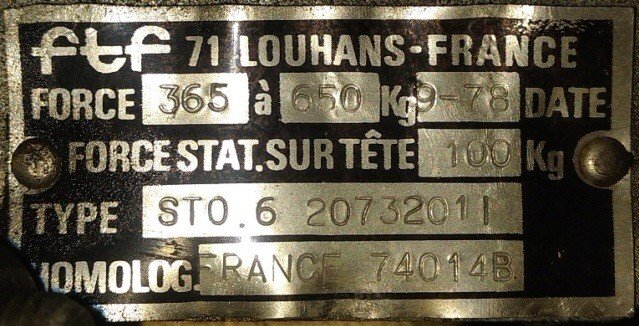 ftf 71 LOUHANS-FRANCE
FORCE 365 à 650 Kg 9-78 DATE
FORCE STAT. SUR TÊTE 100 Kg
TYPE STO.6 20732011
HOMOLOG. FRANCE 74014B